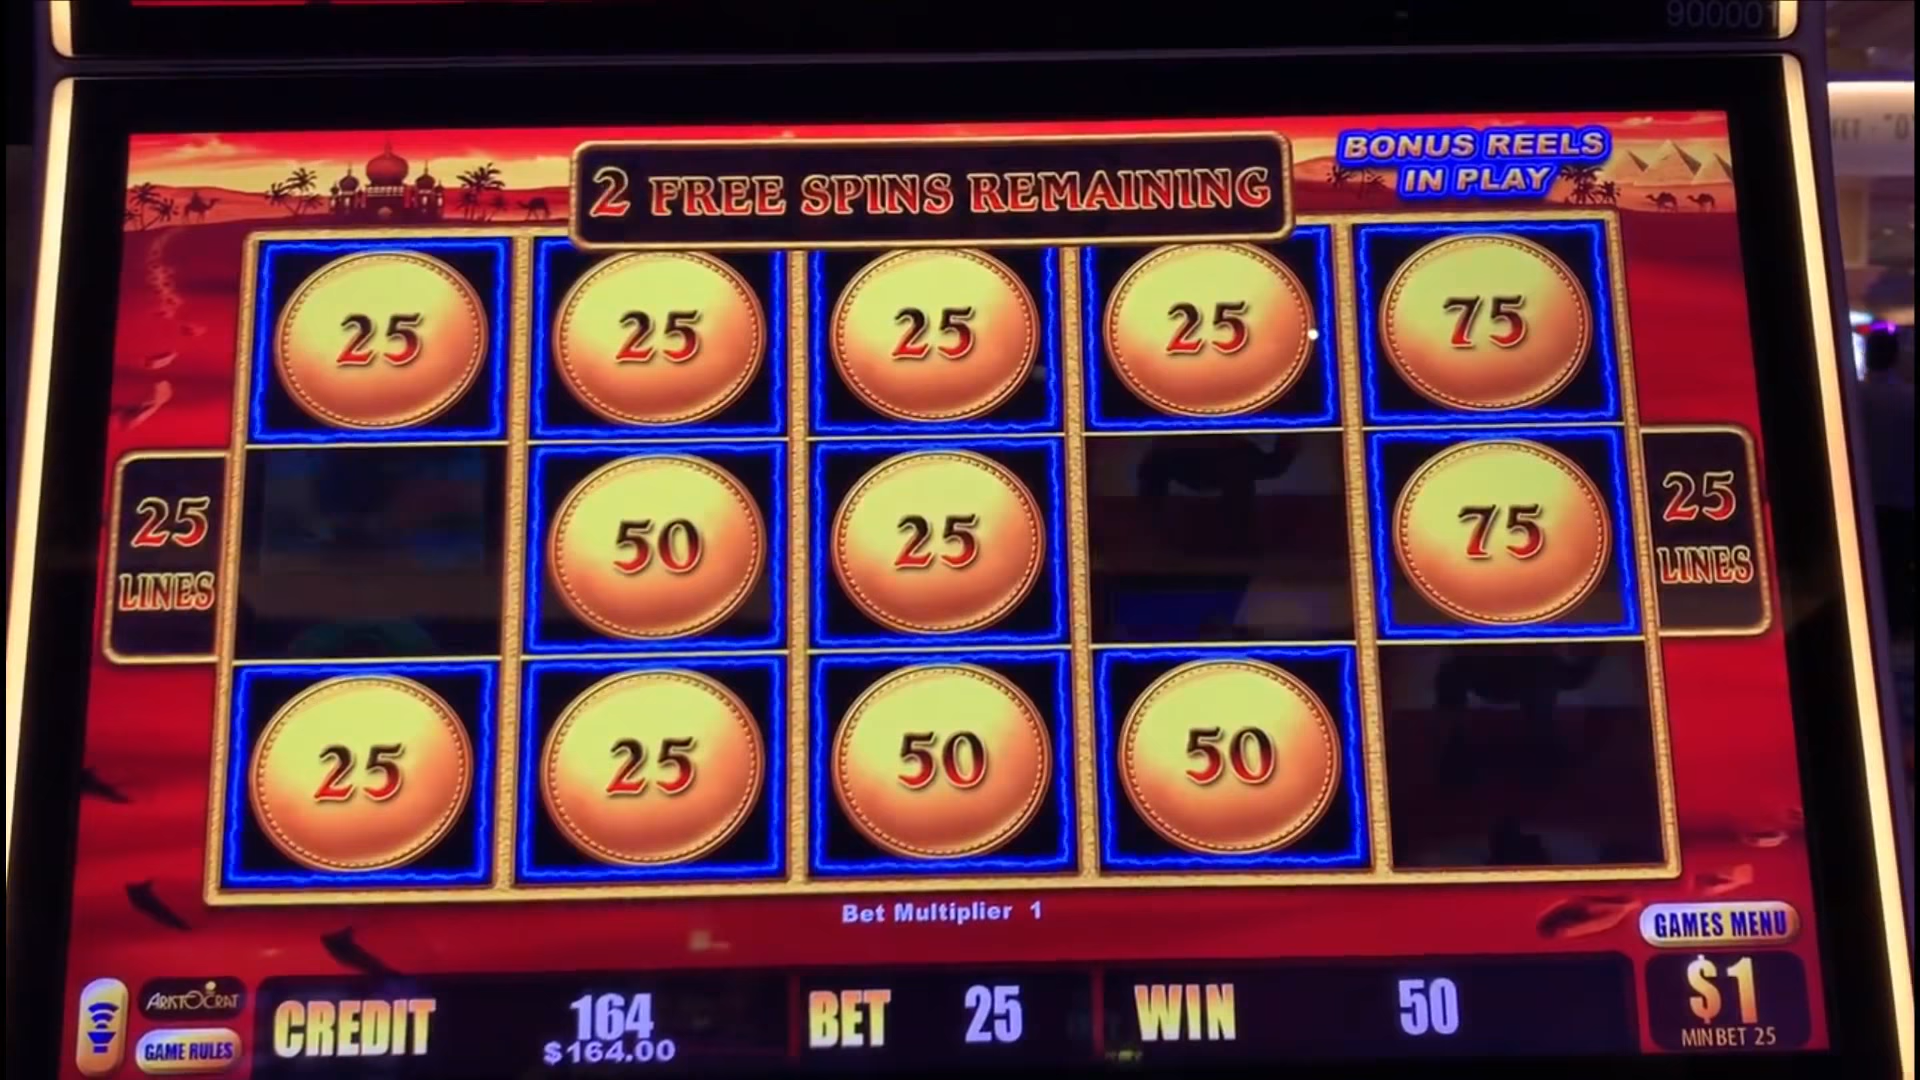 900001
2 FREE SPINS REMAINING
BONUS REELS
IN PLAY
25 25 25 25 75
25
LINES
50 25 75
25
LINES
25 25 50 50
Bet Multiplier 1
GAMES MENU
ARISTOCRAT
GAME RULES
CREDIT 164
$164.00
BET 25
WIN 50
$1
MIN BET 25